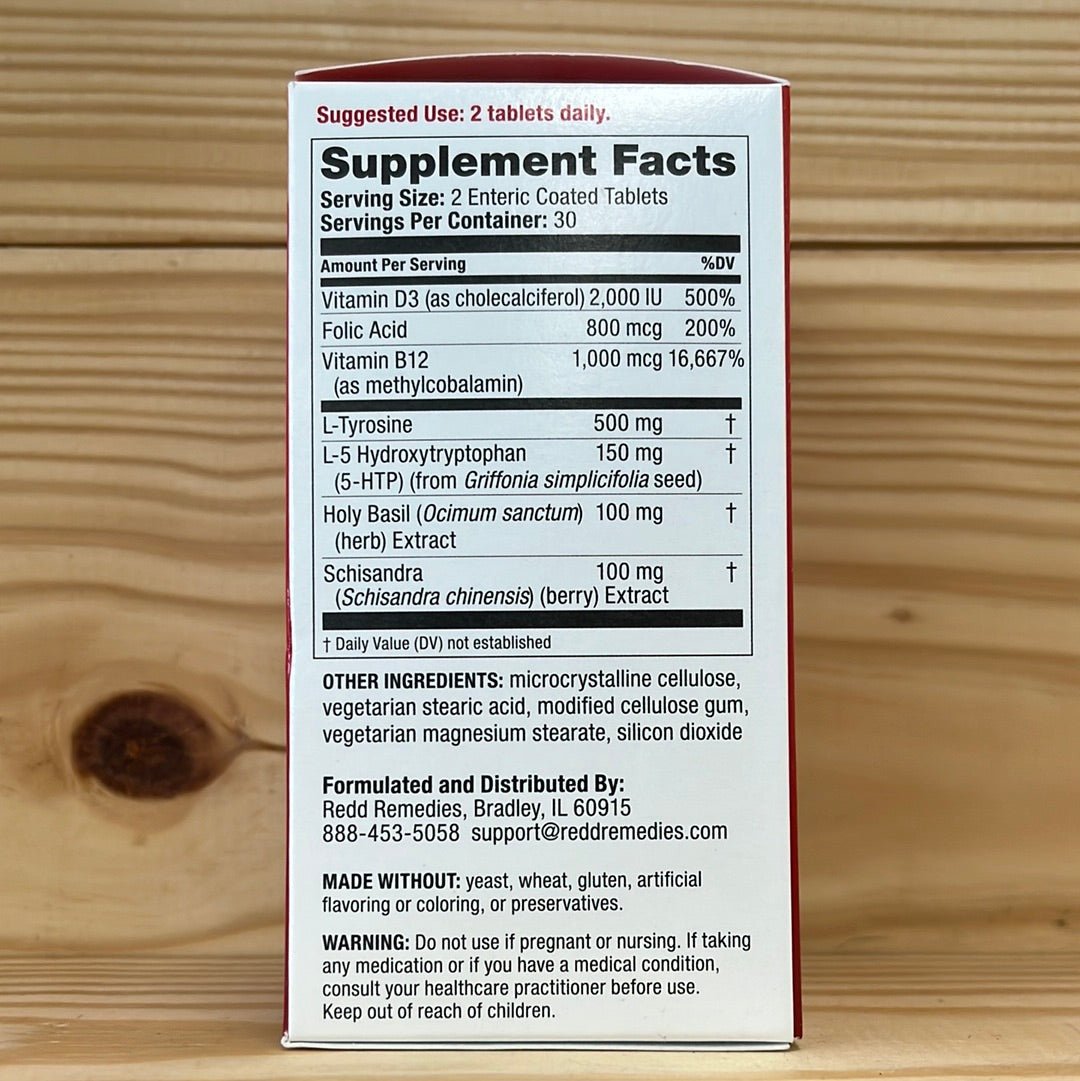 Suggested Use: 2 tablets daily.
Supplement Facts
Serving Size: 2 Enteric Coated Tablets
Servings Per Container: 30
Amount Per Serving %DV
Vitamin D3 (as cholecalciferol) 2,000 IU 500%
Folic Acid 800 mcg 200%
Vitamin B12 1,000 mcg 16,667%
(as methylcobalamin)
L-Tyrosine 500 mg †
L-5 Hydroxytryptophan 150 mg †
(5-HTP) (from Griffonia simplicifolia seed)
Holy Basil (Ocimum sanctum) 100 mg †
(herb) Extract
Schisandra 100 mg †
(Schisandra chinensis) (berry) Extract
† Daily Value (DV) not established
OTHER INGREDIENTS: microcrystalline cellulose,
vegetarian stearic acid, modified cellulose gum,
vegetarian magnesium stearate, silicon dioxide
Formulated and Distributed By:
Redd Remedies, Bradley, IL 60915
888-453-5058 support@reddremedies.com
MADE WITHOUT: yeast, wheat, gluten, artificial
flavoring or coloring, or preservatives.
WARNING: Do not use if pregnant or nursing. If taking
any medication or if you have a medical condition,
consult your healthcare practitioner before use.
Keep out of reach of children.